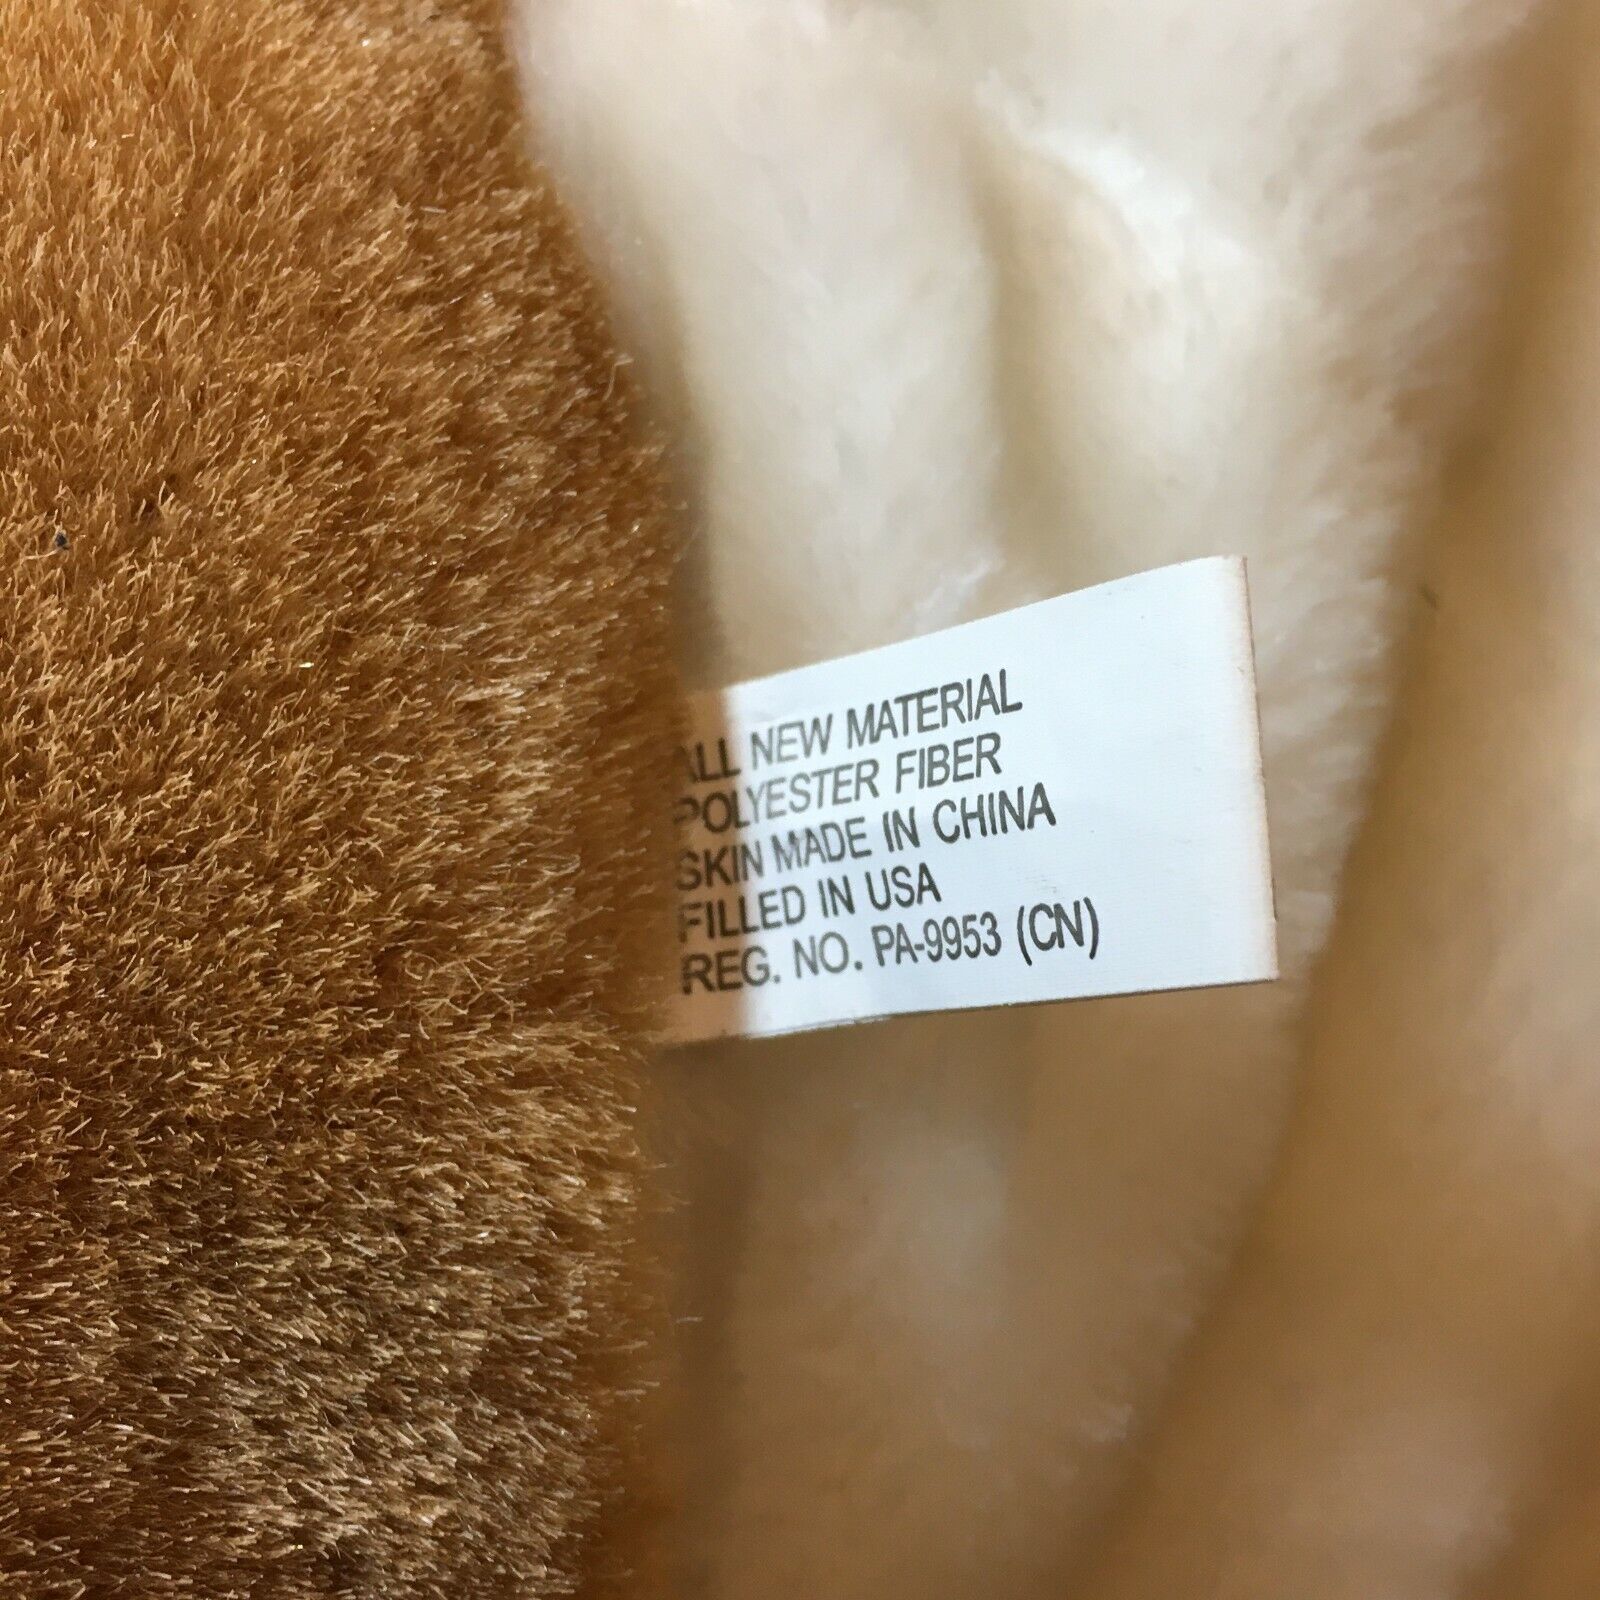 ALL NEW MATERIAL
POLYESTER FIBER
SKIN MADE IN CHINA
FILLED IN USA
REG. NO. PA-9953 (CN)